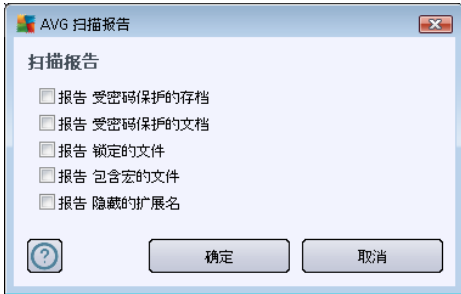 AVG 扫描报告
扫描报告
报告 受密码保护的存档
报告 受密码保护的文档
报告 锁定的文件
报告 包含宏的文件
报告 隐藏的扩展名
?
确定
取消